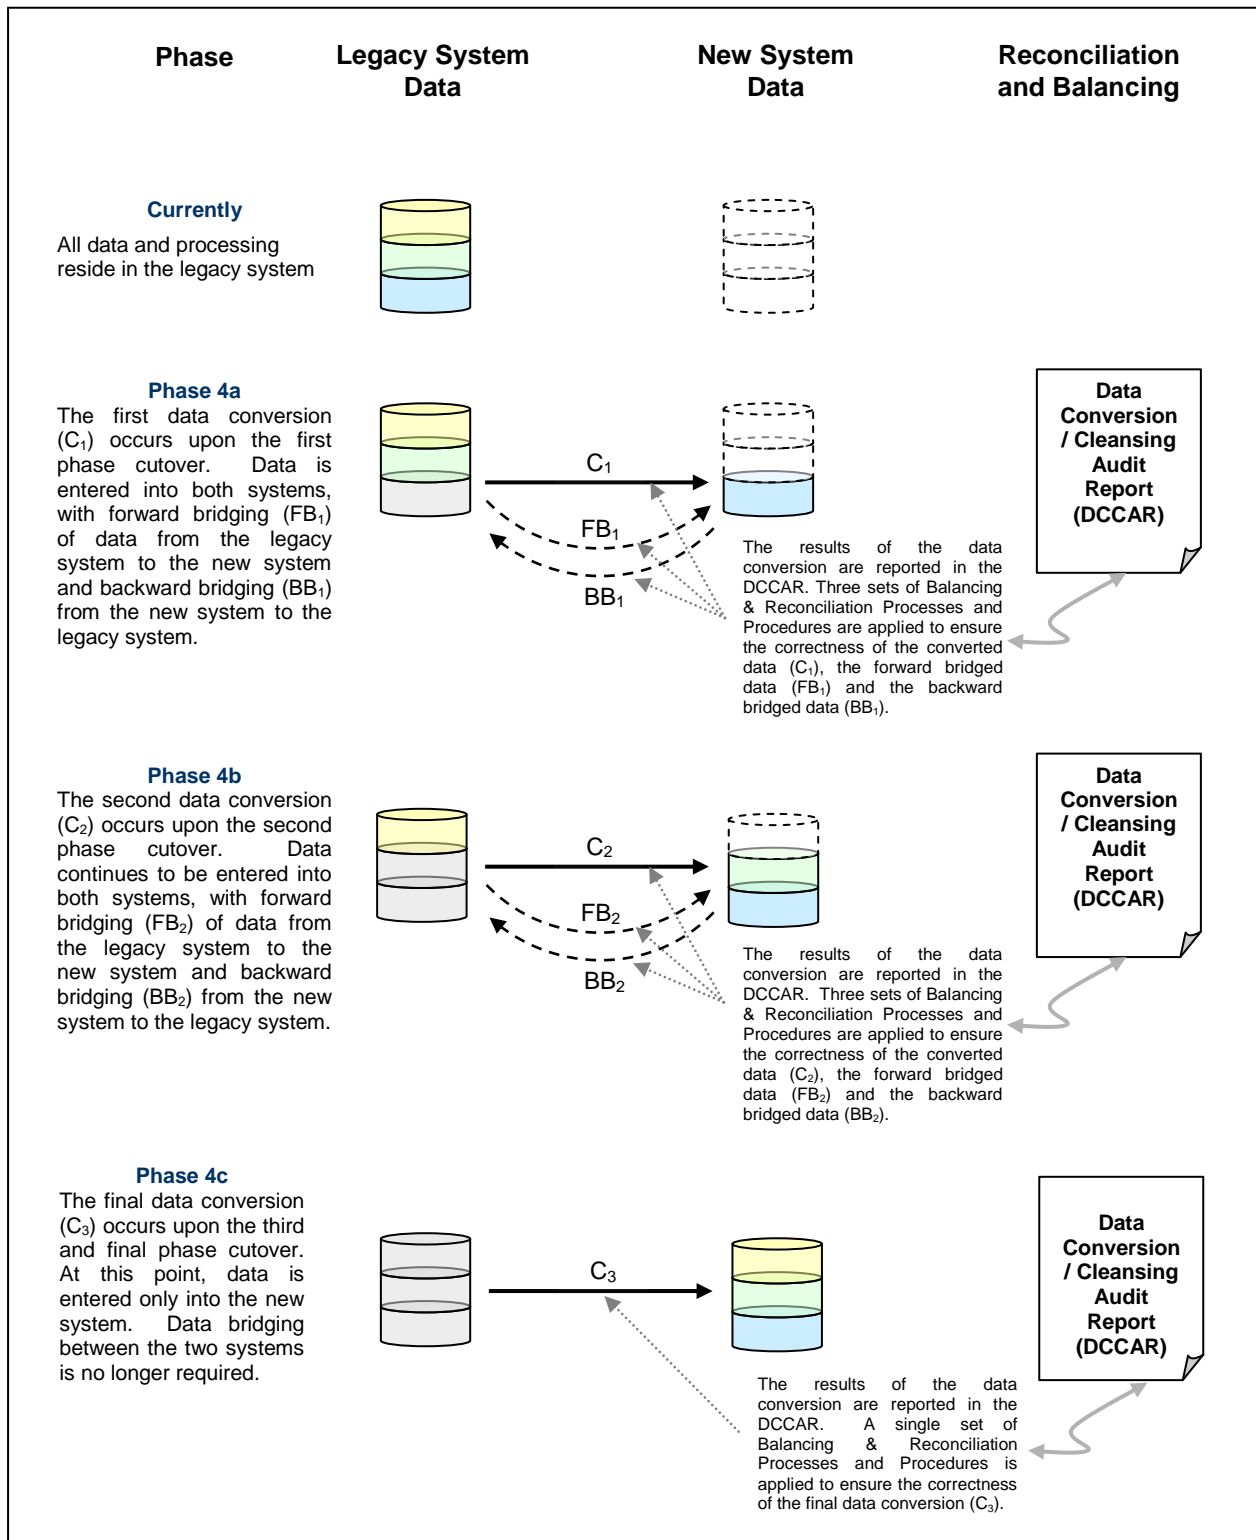 Phase
Legacy System
Data
New System
Data
Reconciliation
and Balancing
Currently
All data and processing
reside in the legacy system
Phase 4a
The first data conversion
(C₁) occurs upon the first
phase cutover. Data is
entered into both systems,
with forward bridging (FB₁)
of data from the legacy
system to the new system
and backward bridging (BB₁)
from the new system to the
legacy system.
C₁
FB₁
BB₁
The results of the data
conversion are reported in the
DCCAR. Three sets of Balancing
& Reconciliation Processes and
Procedures are applied to ensure
the correctness of the converted
data (C₁), the forward bridged
data (FB₁) and the backward
bridged data (BB₁).
Data
Conversion
/ Cleansing
Audit
Report
(DCCAR)
Phase 4b
The second data conversion
(C₂) occurs upon the second
phase cutover. Data
continues to be entered into
both systems, with forward
bridging (FB₂) of data from
the legacy system to the
new system and backward
bridging (BB₂) from the new
system to the legacy system.
C₂
FB₂
BB₂
The results of the data
conversion are reported in the
DCCAR. Three sets of Balancing
& Reconciliation Processes and
Procedures are applied to ensure
the correctness of the converted
data (C₂), the forward bridged
data (FB₂) and the backward
bridged data (BB₂).
Data
Conversion
/ Cleansing
Audit
Report
(DCCAR)
Phase 4c
The final data conversion
(C₃) occurs upon the third
and final phase cutover.
At this point, data is
entered only into the new
system. Data bridging
between the two systems
is no longer required.
C₃
The results of the data
conversion are reported in the
DCCAR. A single set of
Balancing & Reconciliation
Processes and Procedures is
applied to ensure the correctness
of the final data conversion (C₃).
Data
Conversion
/ Cleansing
Audit
Report
(DCCAR)